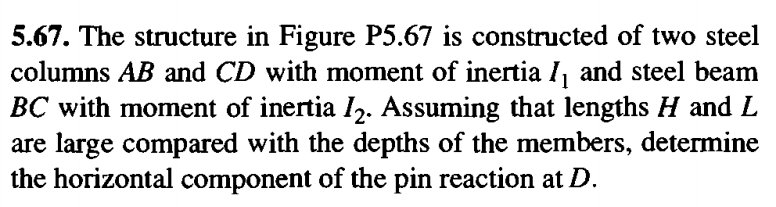 5.67. The structure in Figure P5.67 is constructed of two steel
columns AB and CD with moment of inertia I₁ and steel beam
BC with moment of inertia I₂. Assuming that lengths H and L
are large compared with the depths of the members, determine
the horizontal component of the pin reaction at D.